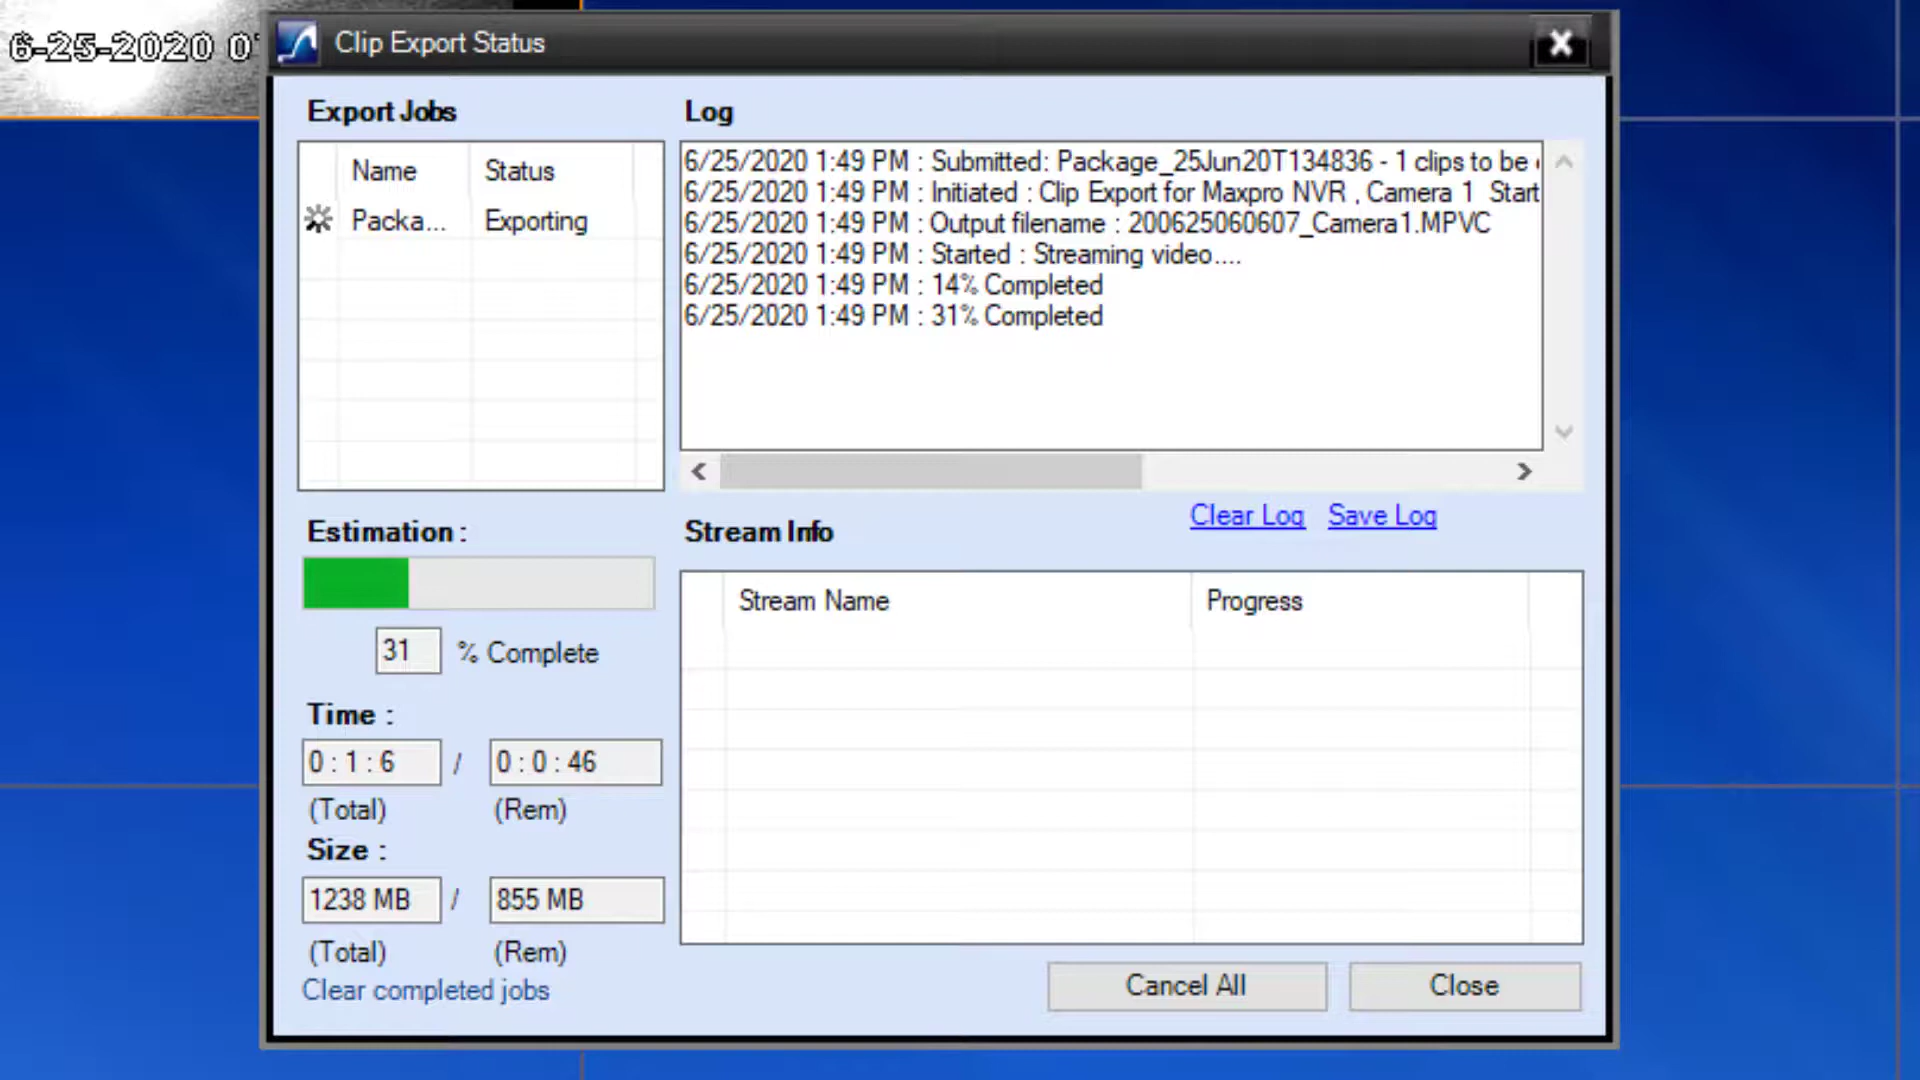 6-25-2020 0
Clip Export Status
Export Jobs
Name Status
Packa... Exporting
Log
6/25/2020 1:49 PM : Submitted: Package_25Jun20T134836 - 1 clips to be
6/25/2020 1:49 PM : Initiated : Clip Export for Maxpro NVR , Camera 1 Start
6/25/2020 1:49 PM : Output filename : 200625060607_Camera1.MPVC
6/25/2020 1:49 PM : Started : Streaming video....
6/25/2020 1:49 PM : 14% Completed
6/25/2020 1:49 PM : 31% Completed
Clear Log Save Log
Estimation :
31 % Complete
Time :
0 : 1 : 6 / 0 : 0 : 46
(Total) (Rem)
Size :
1238 MB / 855 MB
(Total) (Rem)
Clear completed jobs
Stream Info
Stream Name Progress
Cancel All Close